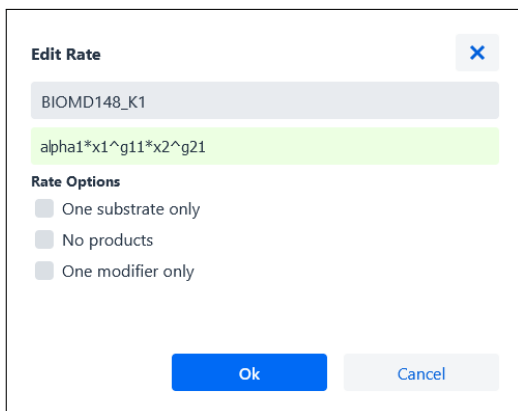 Edit Rate
BIOMD148_K1
alpha1*x1^g11*x2^g21
Rate Options
One substrate only
No products
One modifier only
Ok
Cancel